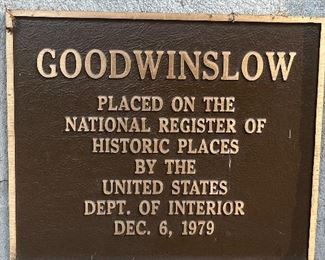 GOODWINSLOW
PLACED ON THE
NATIONAL REGISTER OF
HISTORIC PLACES
BY THE
UNITED STATES
DEPT. OF INTERIOR
DEC. 6, 1979